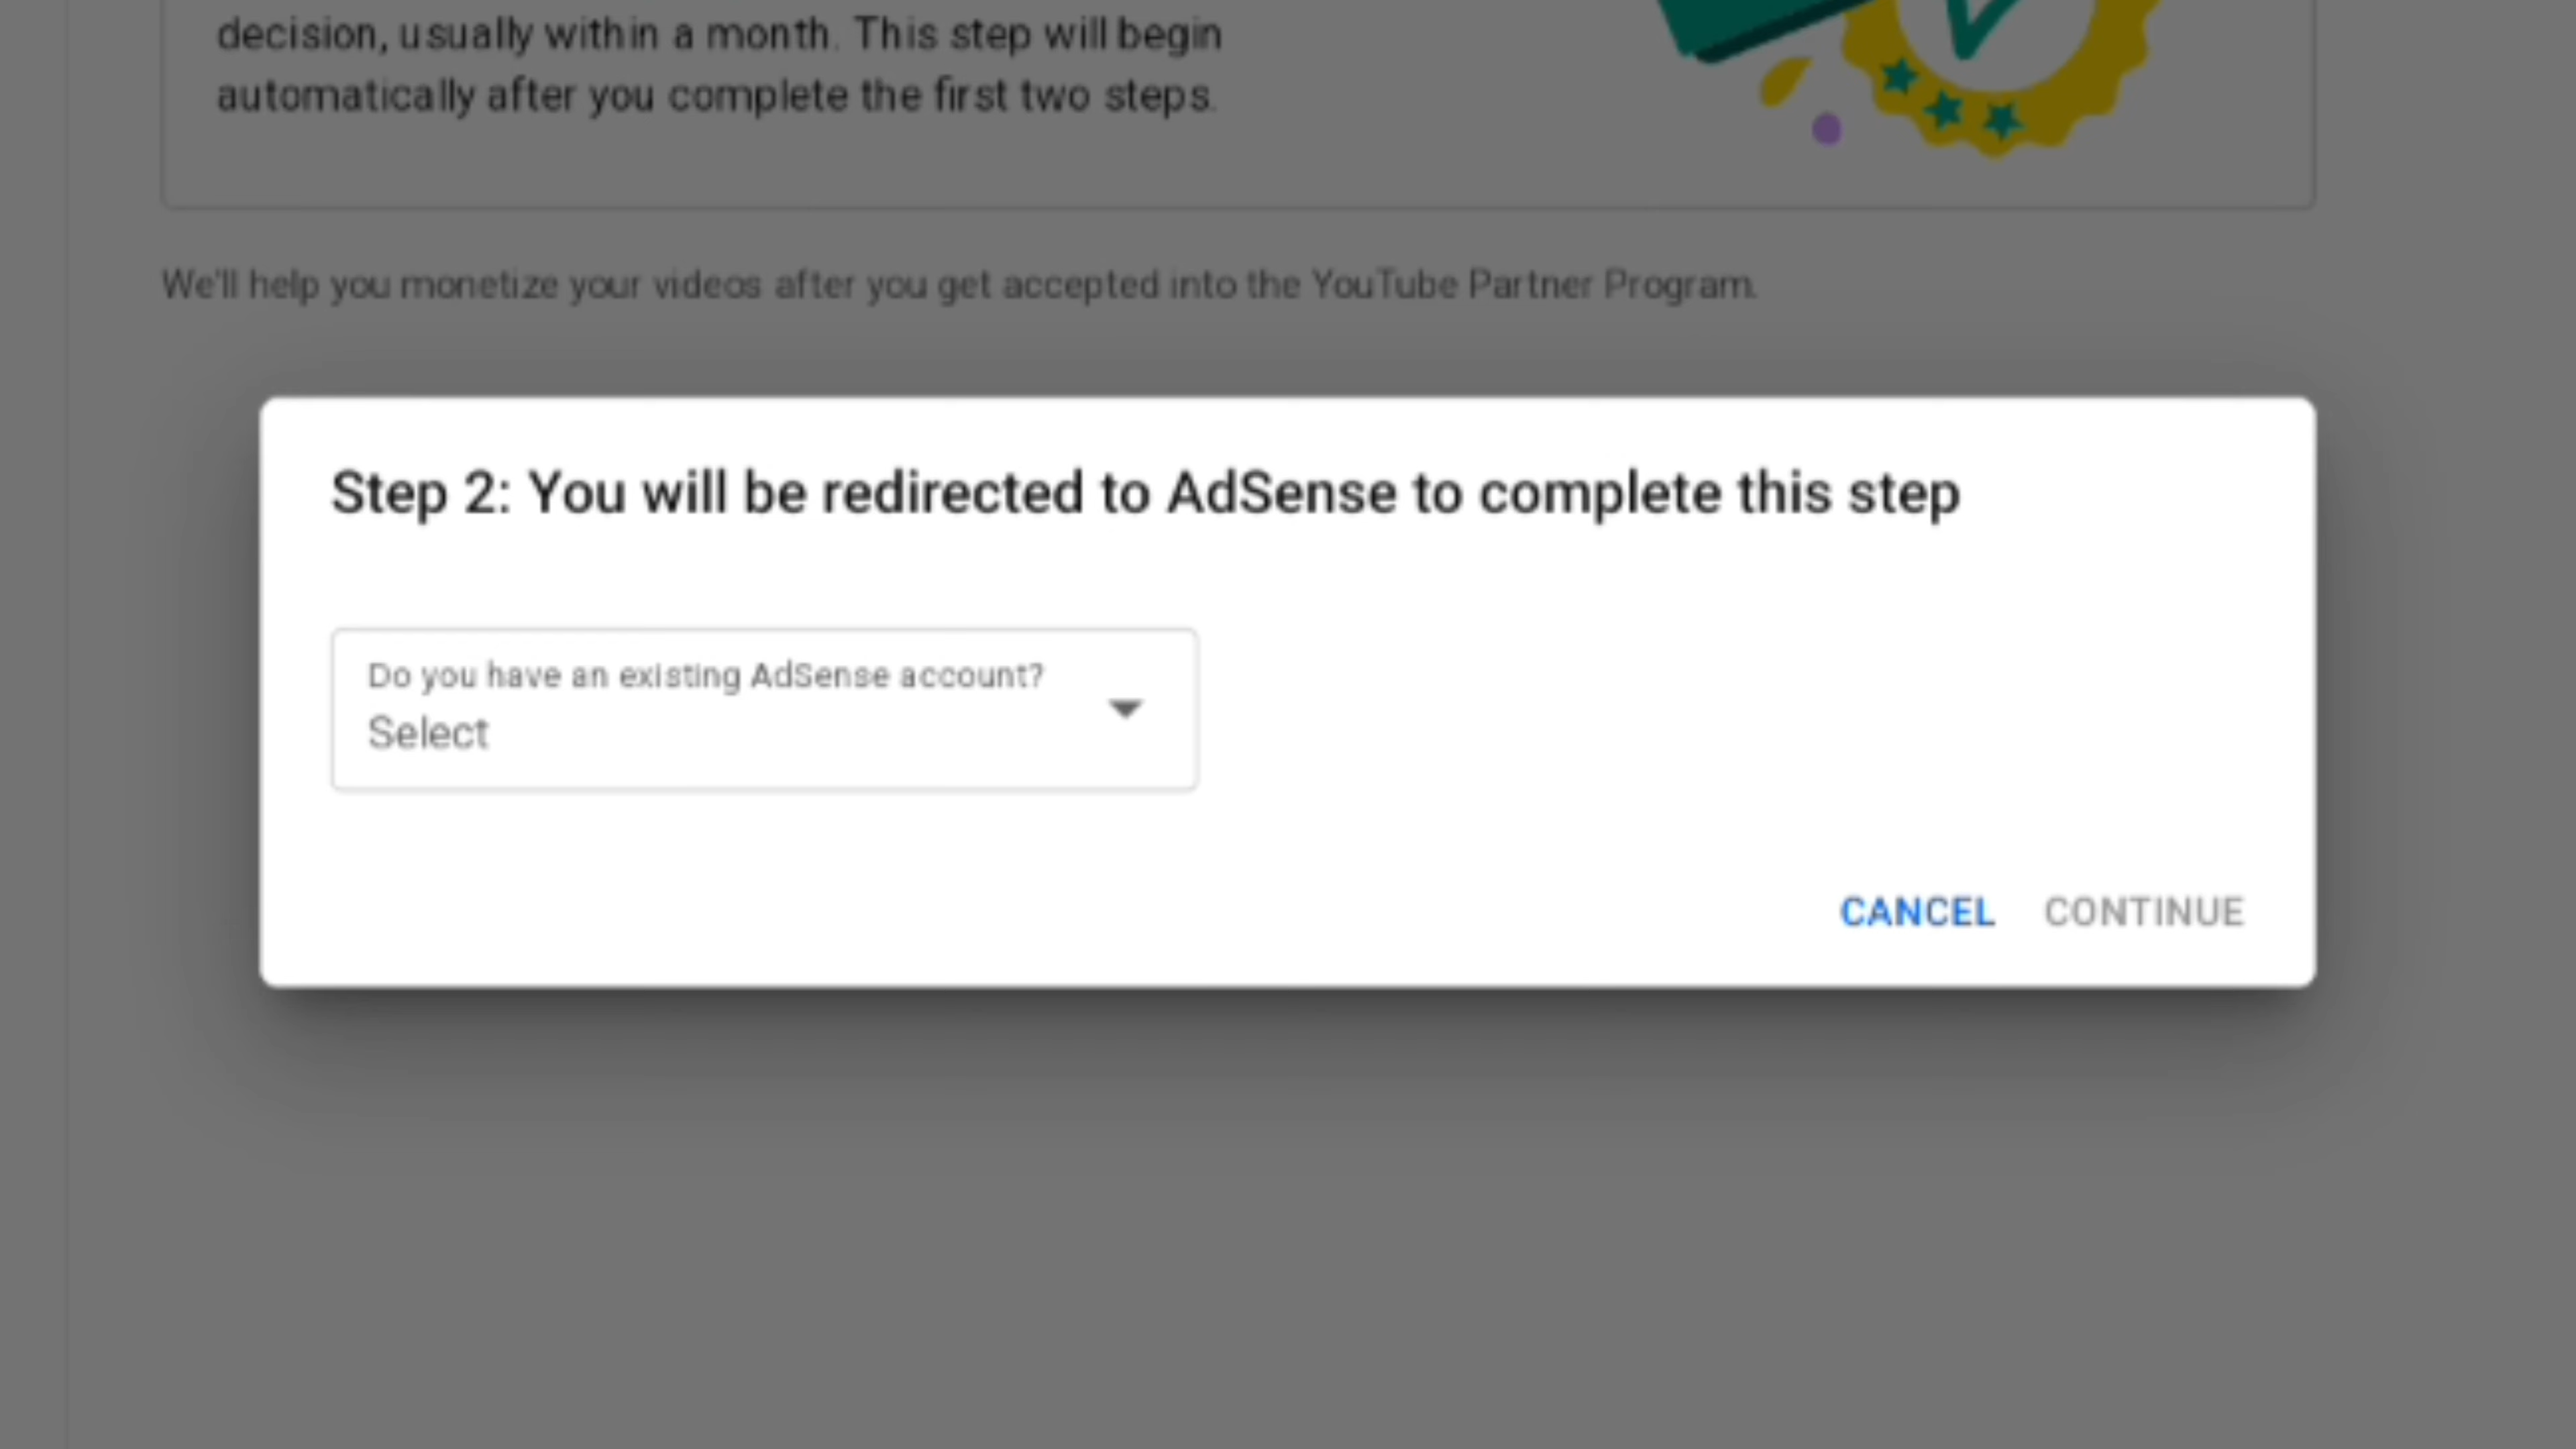 decision, usually within a month. This step will begin
automatically after you complete the first two steps.
We'll help you monetize your videos after you get accepted into the YouTube Partner Program.
Step 2: You will be redirected to AdSense to complete this step
Do you have an existing AdSense account?
Select
CANCEL CONTINUE